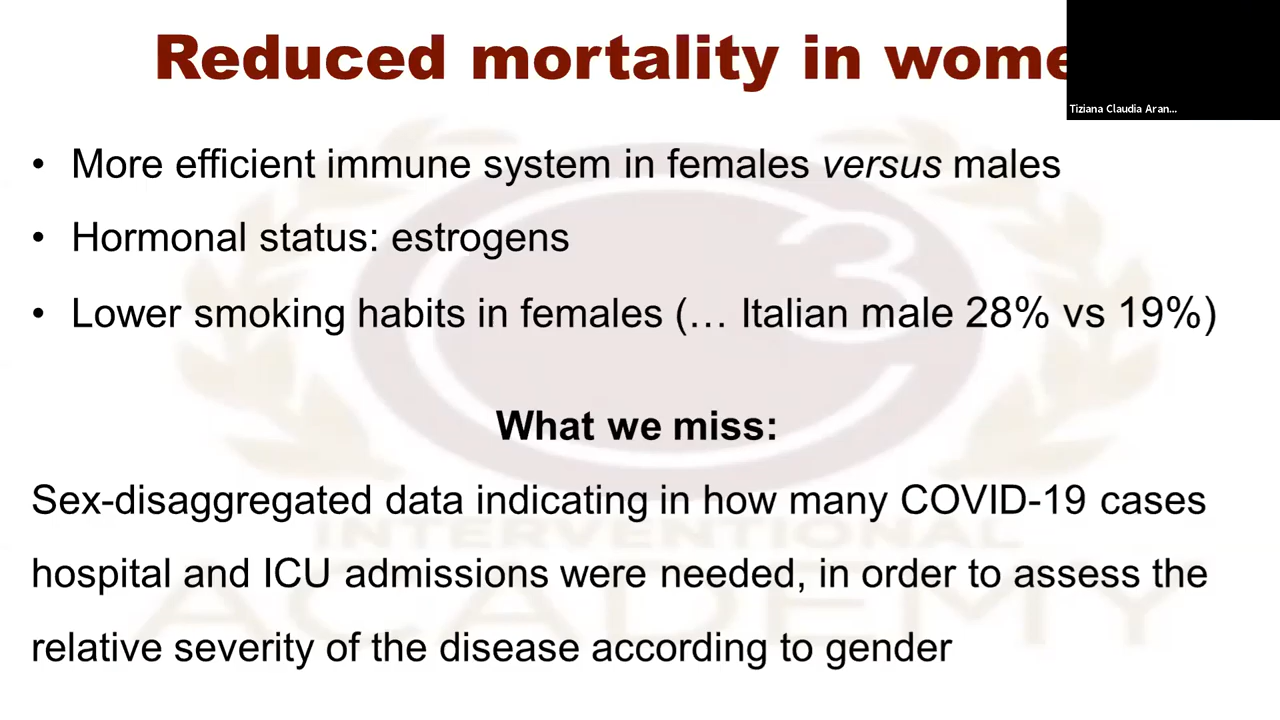 Reduced mortality in wome
Tiziana Claudia Aran...
• More efficient immune system in females versus males
• Hormonal status: estrogens
• Lower smoking habits in females (… Italian male 28% vs 19%)
What we miss:
Sex-disaggregated data indicating in how many COVID-19 cases
hospital and ICU admissions were needed, in order to assess the
relative severity of the disease according to gender
C3
INTERVENTIONAL
ACADEMY